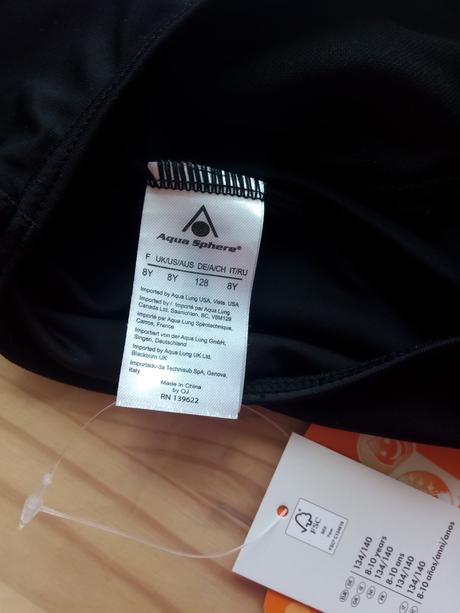 Aqua Sphere®
F UK/US/AUS DE/A/CH IT/RU
8Y 8Y 128 8Y
Imported by Aqua Lung USA, Vista, USA
Imported by / Importé par Aqua Lung
Canada Ltd. Saanichton, BC, V8M1Z9
Importé par Aqua Lung Spirotechnique,
Carros, France
Importiert von der Aqua Lung GmbH,
Singen, Deutschland
Imported by Aqua Lung UK Ltd.
Blackburn UK
Importado da Technisub SpA, Genova,
Italy
Made in China
by QJ
RN 139622
FSC
MIX
134/140
8-10 years
134/140
8-10 ans
134/140
8-10 años/anni/anos